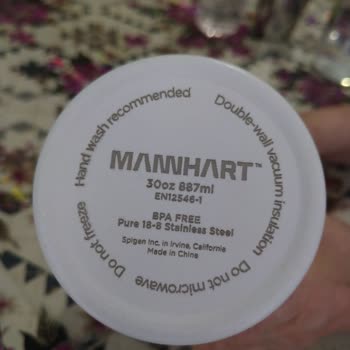 Hand wash recommended
Double-wall vacuum insulation
MANNHART™
30oz 887ml
EN12546-1
BPA FREE
Pure 18-8 Stainless Steel
Spigen Inc, in Irvine, California
Made in China
Do not freeze
Do not microwave